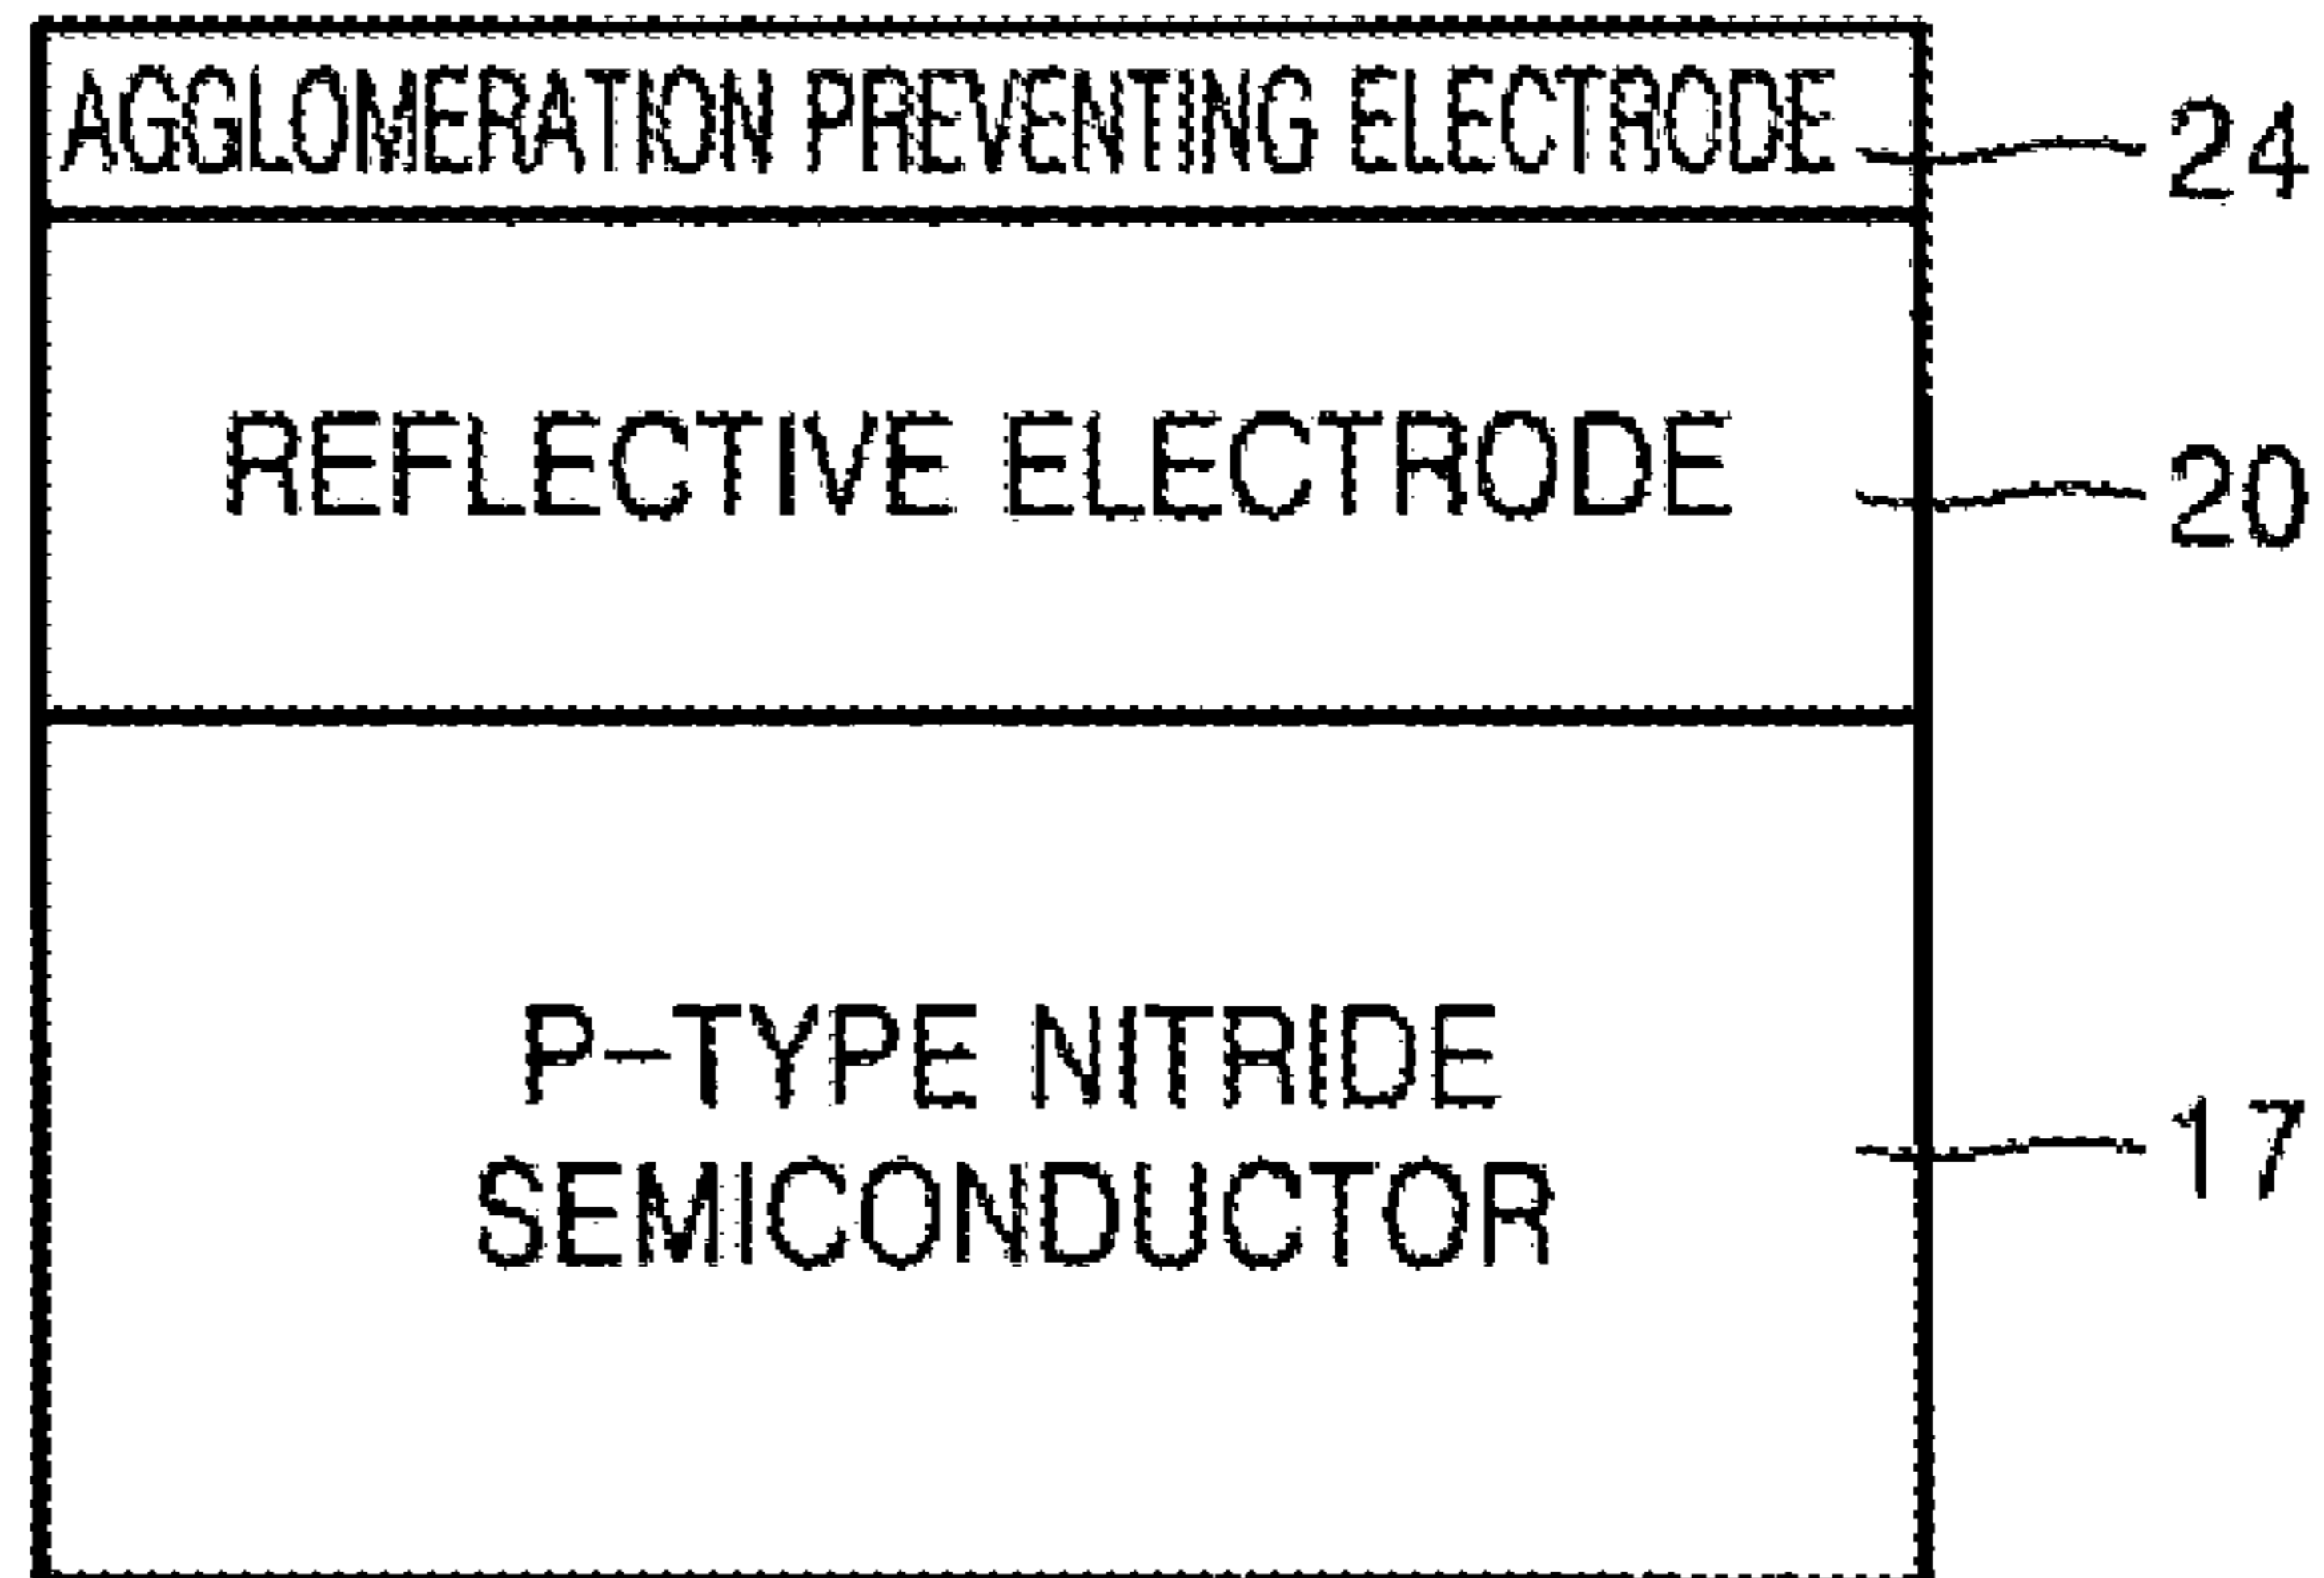 AGGLOMERATION PREVENTING ELECTRODE
24
REFLECTIVE ELECTRODE
20
P-TYPE NITRIDE
SEMICONDUCTOR
17